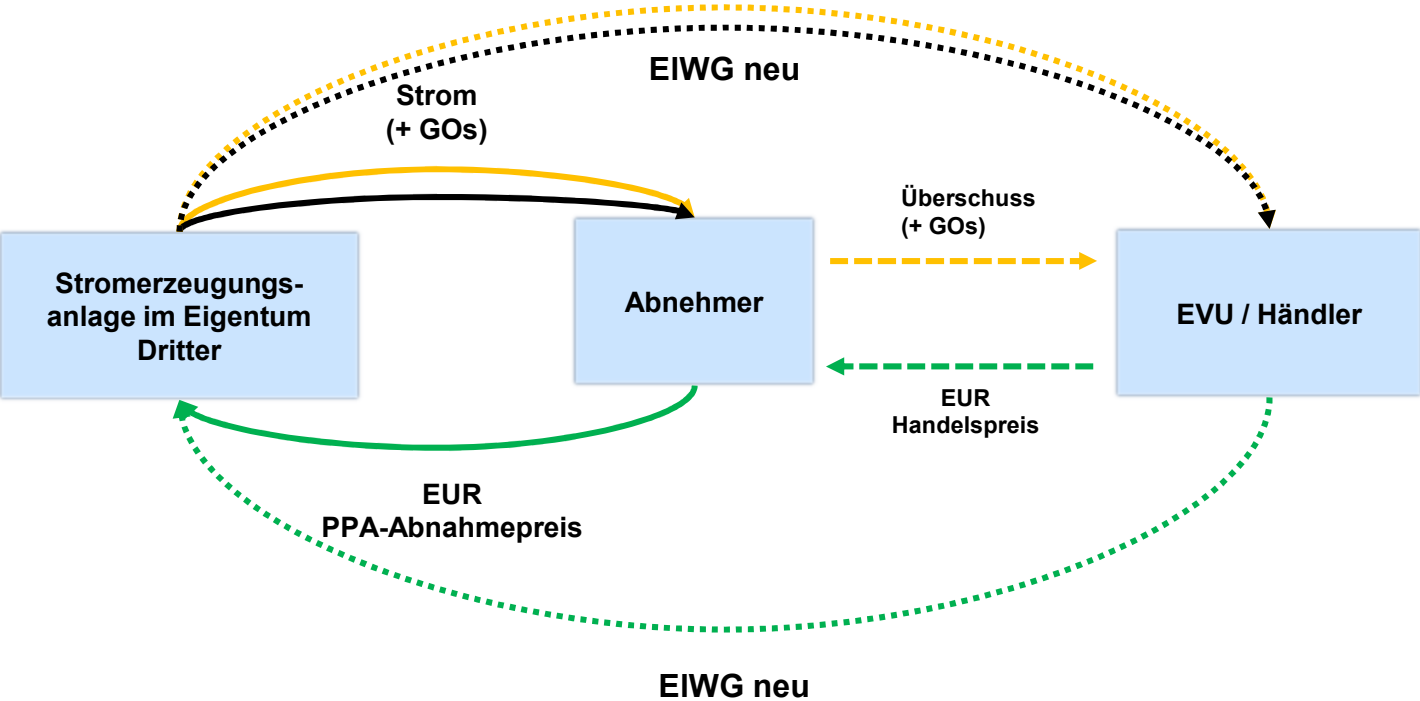 ElWG neu
Strom
(+ GOs)
Überschuss
(+ GOs)
Stromerzeugungs-
anlage im Eigentum
Dritter
Abnehmer
EVU / Händler
EUR
Handelspreis
EUR
PPA-Abnahmepreis
ElWG neu